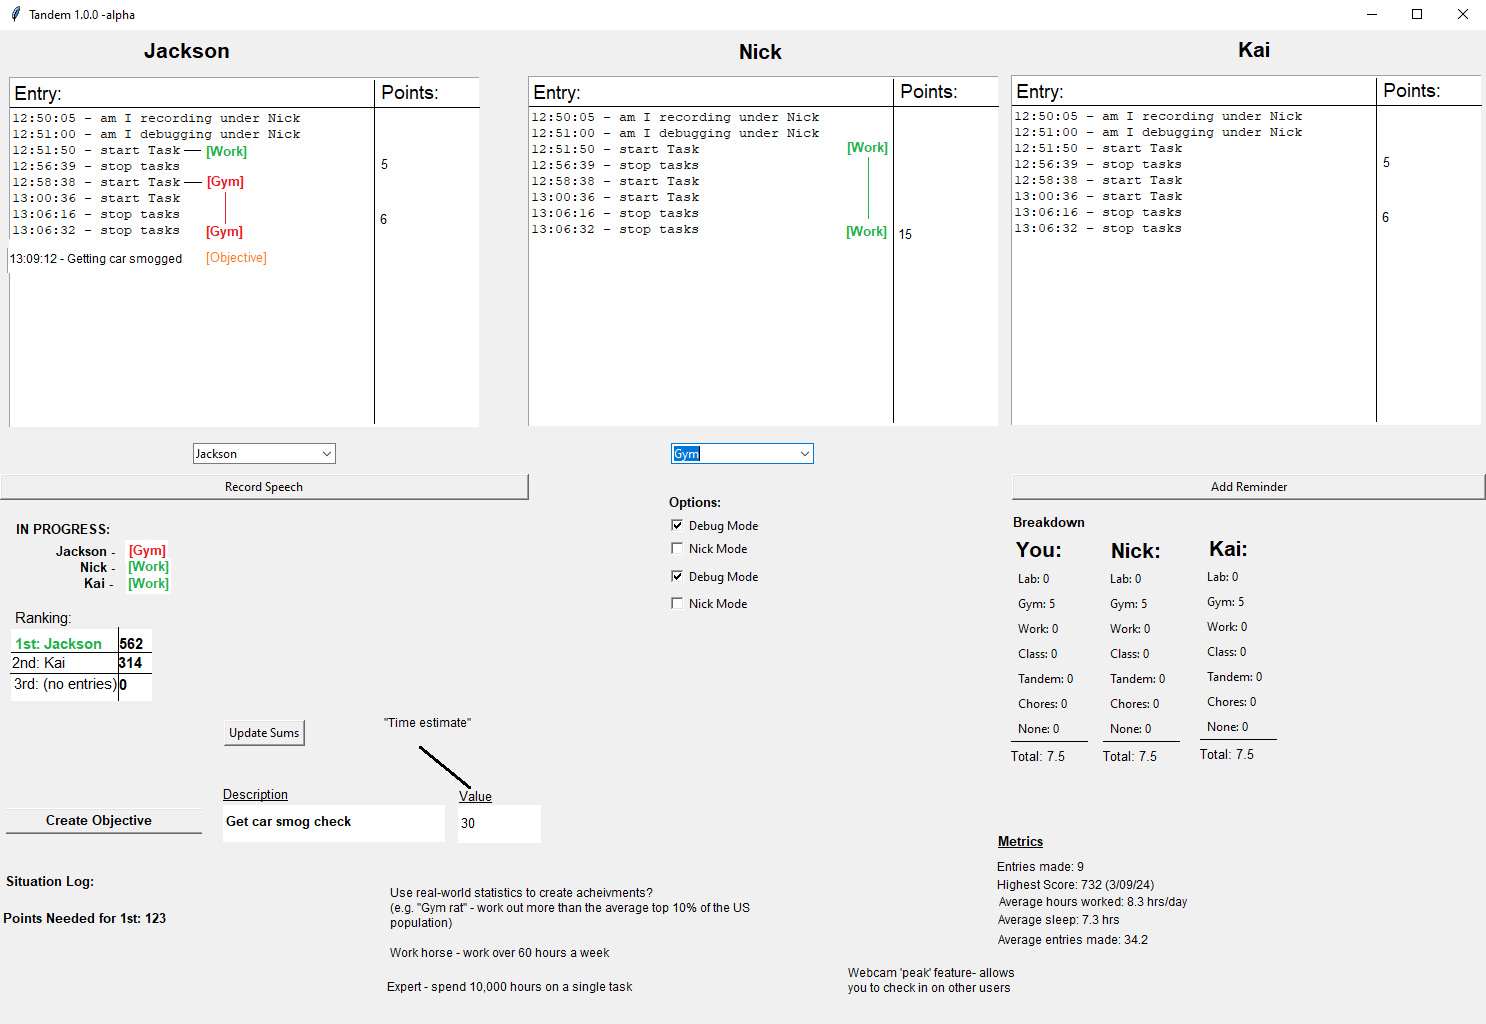 Tandem 1.0.0 -alpha
Jackson
Entry: Points:
12:50:05 - am I recording under Nick
12:51:00 - am I debugging under Nick
12:51:50 - start Task [Work]
12:56:39 - stop tasks 5
12:58:38 - start Task [Gym]
13:00:36 - start Task
13:06:16 - stop tasks 6
13:06:32 - stop tasks [Gym]
13:09:12 - Getting car smogged [Objective]
Nick
Entry: Points:
12:50:05 - am I recording under Nick
12:51:00 - am I debugging under Nick
12:51:50 - start Task [Work]
12:56:39 - stop tasks
12:58:38 - start Task
13:00:36 - start Task
13:06:16 - stop tasks
13:06:32 - stop tasks [Work] 15
Kai
Entry: Points:
12:50:05 - am I recording under Nick
12:51:00 - am I debugging under Nick
12:51:50 - start Task
12:56:39 - stop tasks 5
12:58:38 - start Task
13:00:36 - start Task
13:06:16 - stop tasks 6
13:06:32 - stop tasks
Jackson
Gym
Record Speech
Add Reminder
IN PROGRESS:
Jackson - [Gym]
Nick - [Work]
Kai - [Work]
Ranking:
1st: Jackson 562
2nd: Kai 314
3rd: (no entries) 0
Options:
Debug Mode
Nick Mode
Debug Mode
Nick Mode
Breakdown
You:
Lab: 0
Gym: 5
Work: 0
Class: 0
Tandem: 0
Chores: 0
None: 0
Total: 7.5
Nick:
Lab: 0
Gym: 5
Work: 0
Class: 0
Tandem: 0
Chores: 0
None: 0
Total: 7.5
Kai:
Lab: 0
Gym: 5
Work: 0
Class: 0
Tandem: 0
Chores: 0
None: 0
Total: 7.5
Update Sums
"Time estimate"
Description Value
Create Objective
Get car smog check 30
Situation Log:
Points Needed for 1st: 123
Use real-world statistics to create acheivments?
(e.g. "Gym rat" - work out more than the average top 10% of the US
population)
Work horse - work over 60 hours a week
Expert - spend 10,000 hours on a single task
Metrics
Entries made: 9
Highest Score: 732 (3/09/24)
Average hours worked: 8.3 hrs/day
Average sleep: 7.3 hrs
Average entries made: 34.2
Webcam 'peak' feature- allows
you to check in on other users